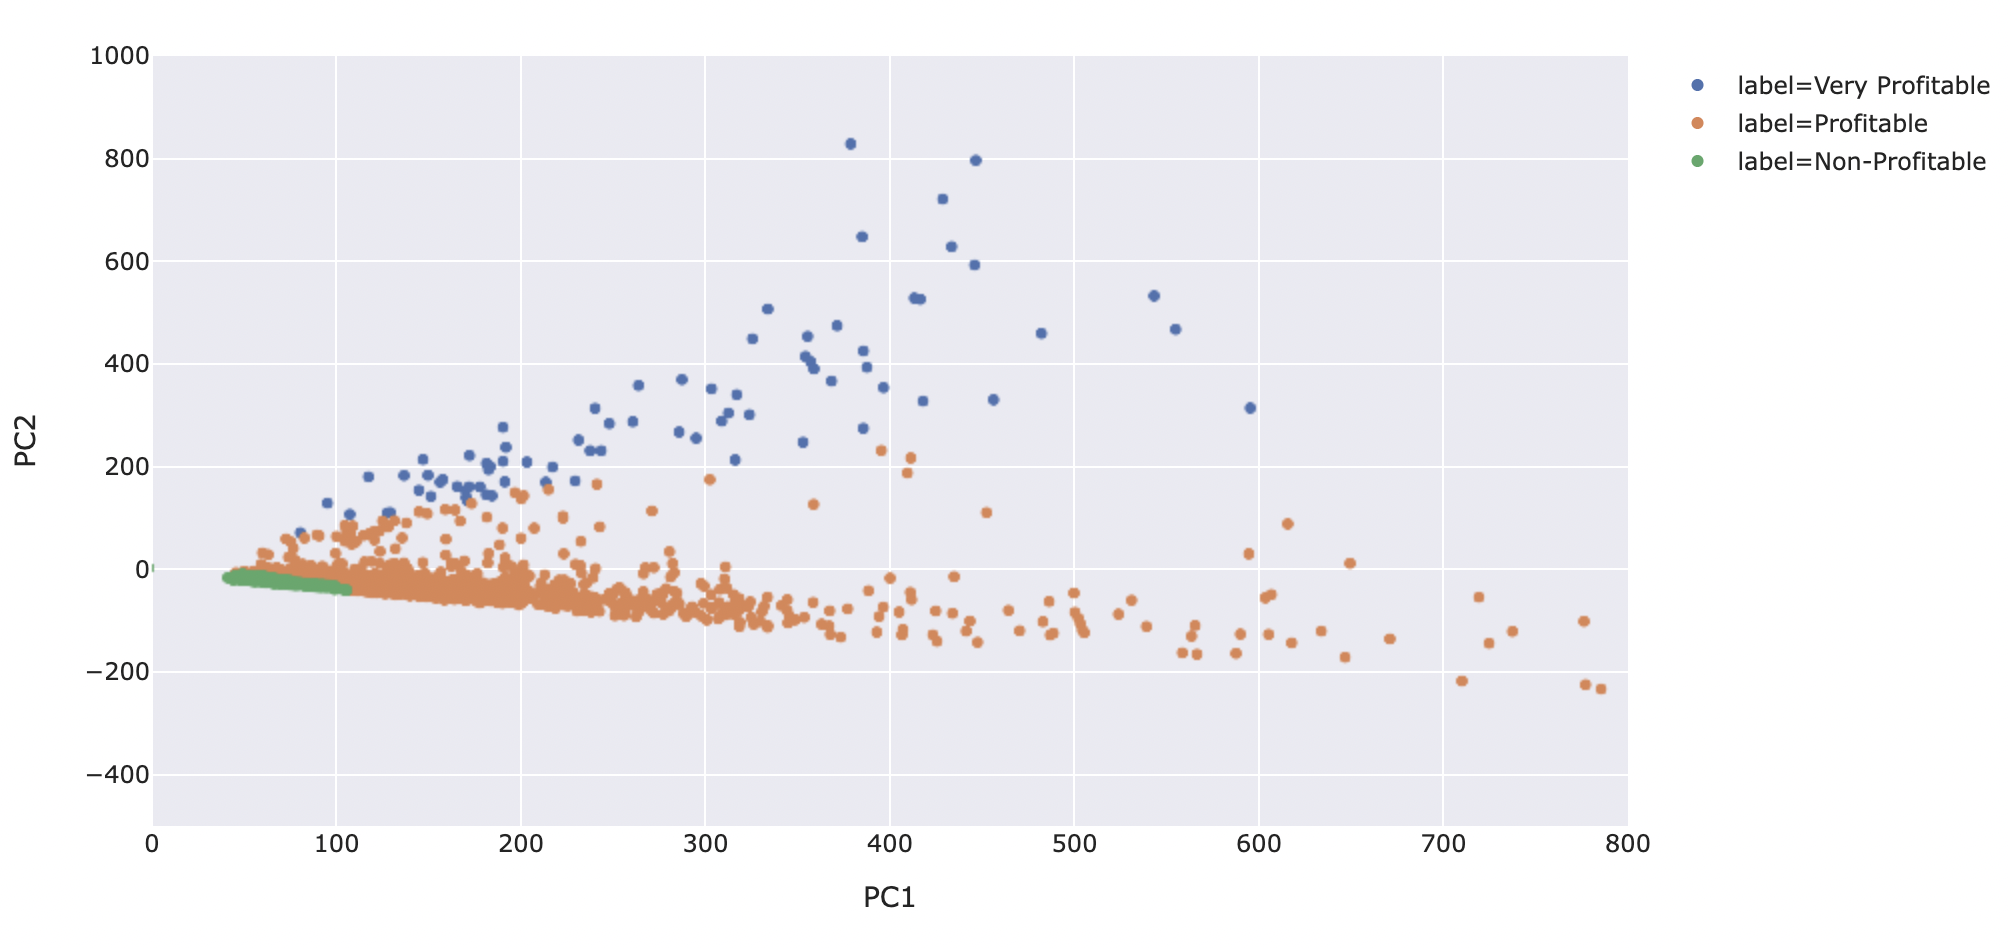 1000
800
600
400
200
0
−200
−400
PC2
0 100 200 300 400 500 600 700 800
PC1
label=Very Profitable
label=Profitable
label=Non-Profitable